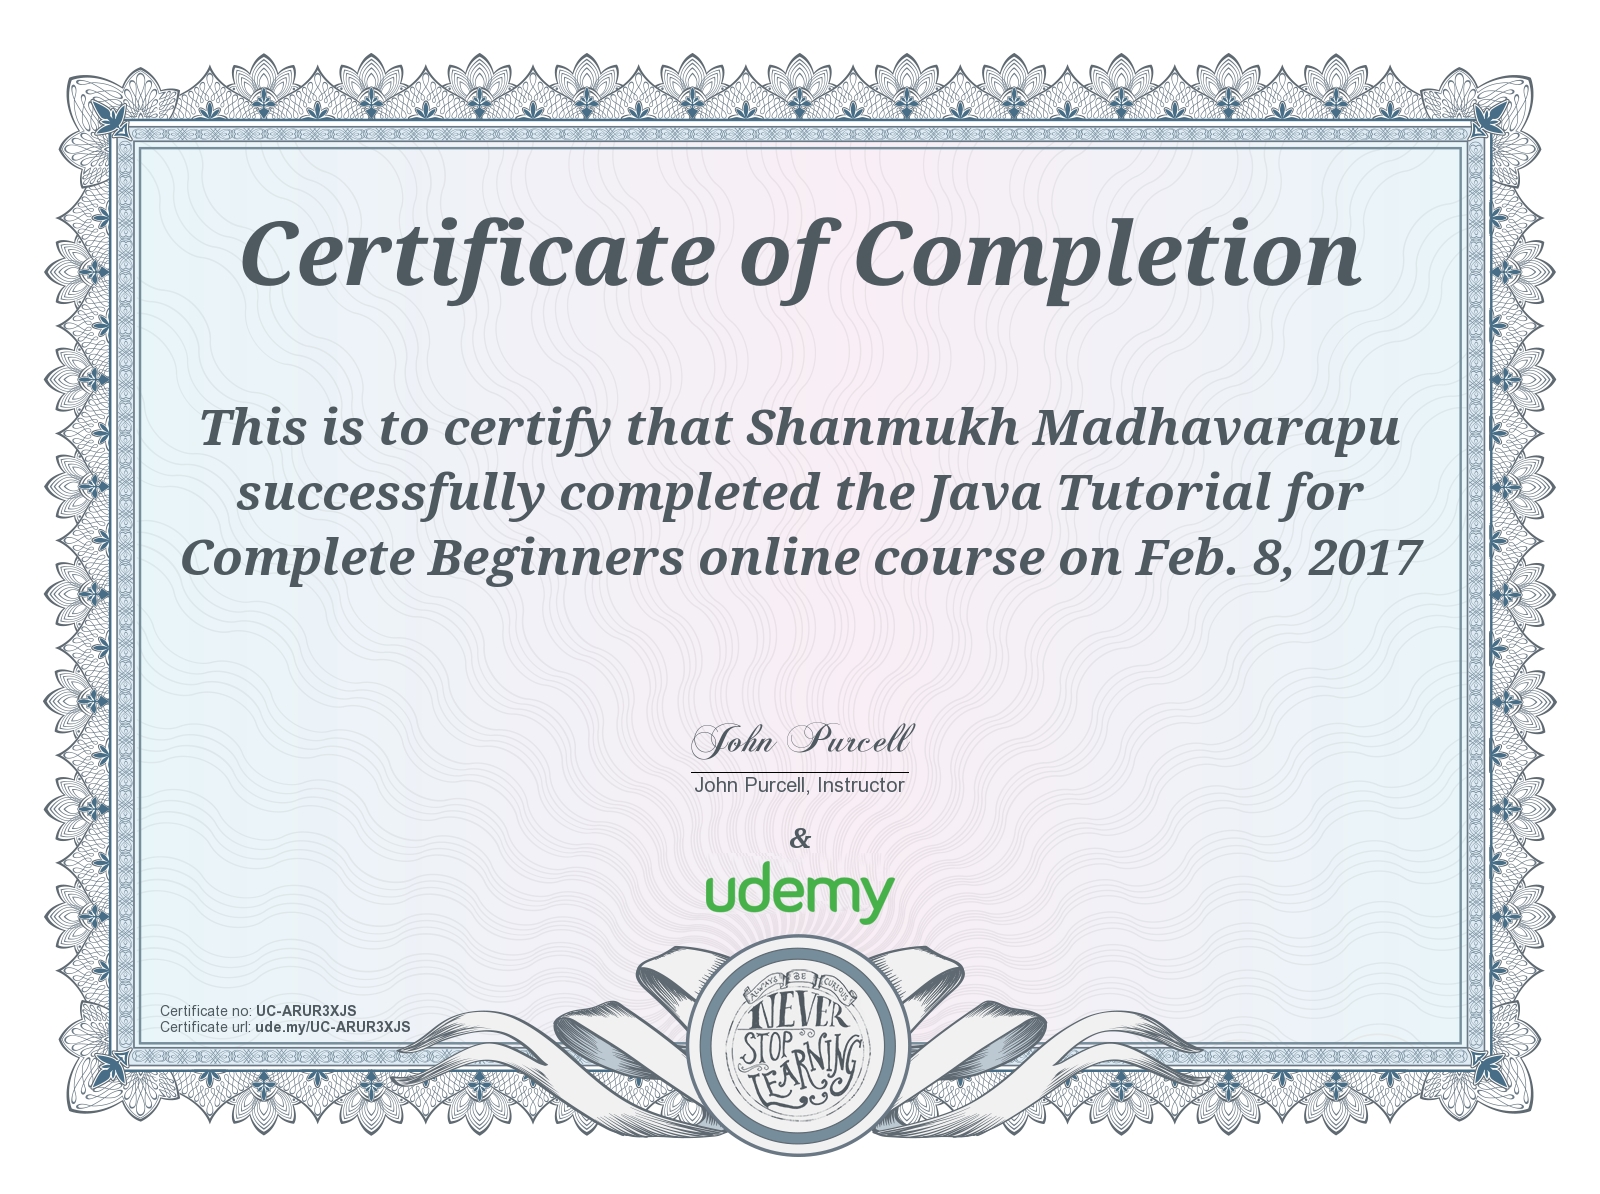 Certificate of Completion
This is to certify that Shanmukh Madhavarapu
successfully completed the Java Tutorial for
Complete Beginners online course on Feb. 8, 2017
John Purcell
John Purcell, Instructor
&
udemy
Certificate no: UC-ARUR3XJS
Certificate url: ude.my/UC-ARUR3XJS
ALWAYS BE CURIOUS
NEVER
STOP
LEARNING